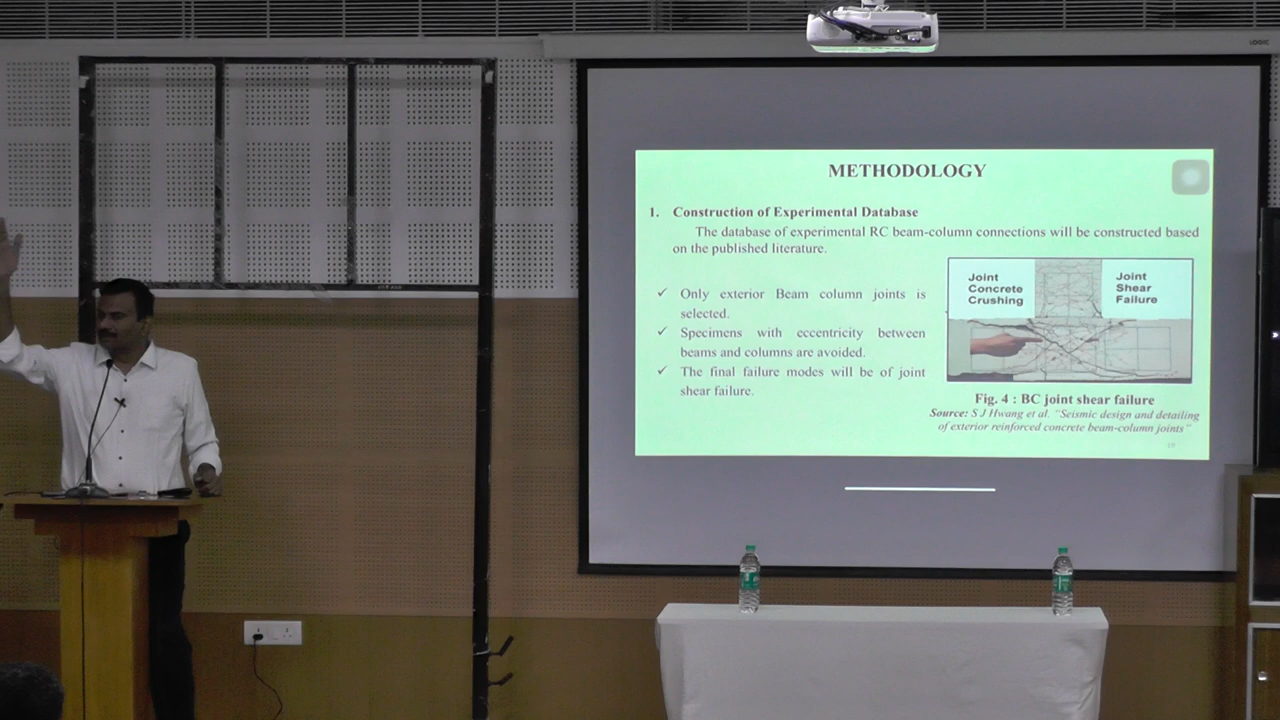 LOGIC
METHODOLOGY
1. Construction of Experimental Database
The database of experimental RC beam-column connections will be constructed based
on the published literature.
✓ Only exterior Beam column joints is
selected.
✓ Specimens with eccentricity between
beams and columns are avoided.
✓ The final failure modes will be of joint
shear failure.
Joint
Concrete
Crushing
Joint
Shear
Failure
Fig. 4 : BC joint shear failure
Source: S J Hwang et al. "Seismic design and detailing
of exterior reinforced concrete beam-column joints"